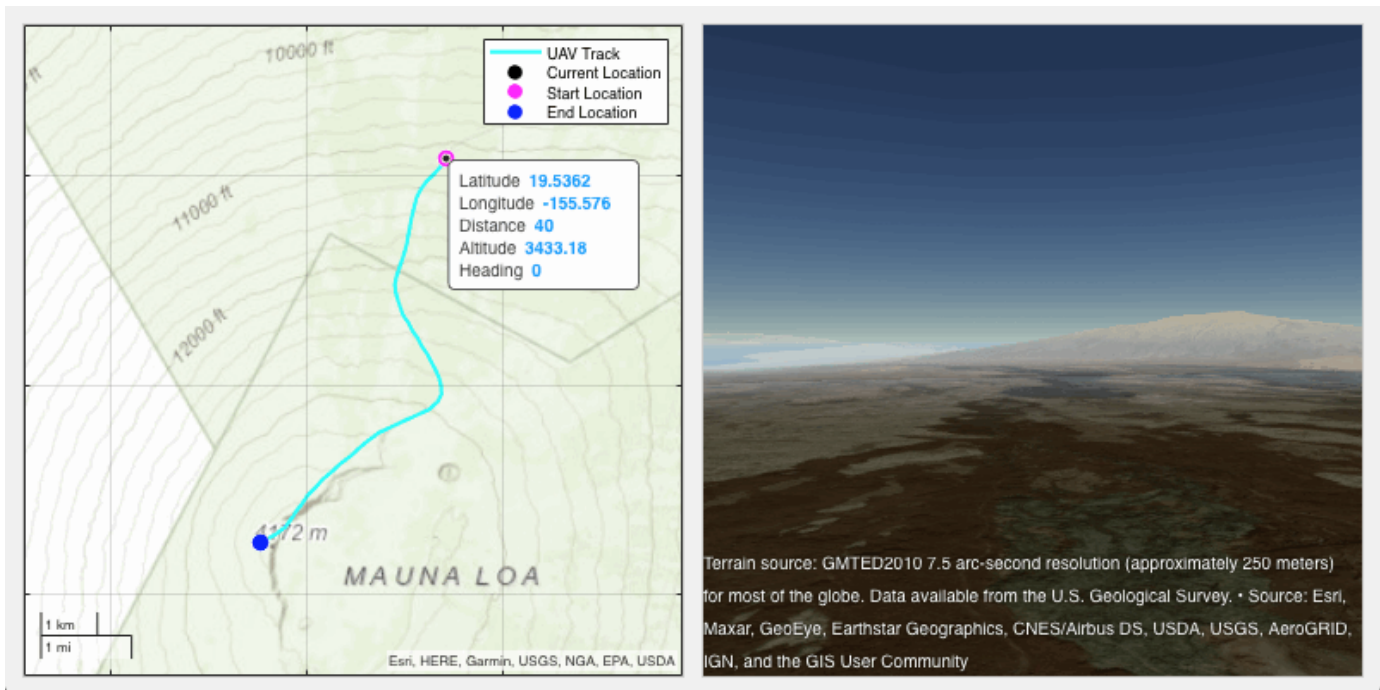 10000 ft
ft
11000 ft
12000 ft
UAV Track
Current Location
Start Location
End Location
Latitude 19.5362
Longitude -155.576
Distance 40
Altitude 3433.18
Heading 0
4172 m
MAUNA LOA
1 km
1 mi
Esri, HERE, Garmin, USGS, NGA, EPA, USDA
Terrain source: GMTED2010 7.5 arc-second resolution (approximately 250 meters)
for most of the globe. Data available from the U.S. Geological Survey. • Source: Esri,
Maxar, GeoEye, Earthstar Geographics, CNES/Airbus DS, USDA, USGS, AeroGRID,
IGN, and the GIS User Community